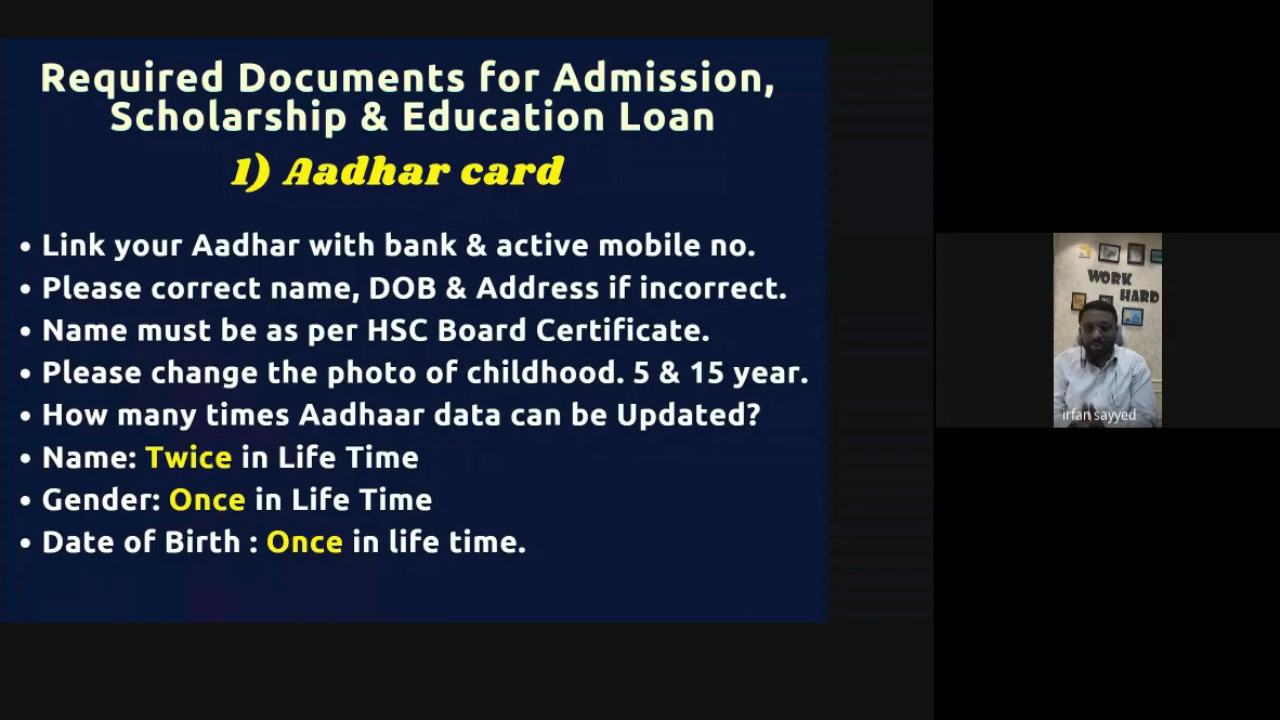 Required Documents for Admission,
Scholarship & Education Loan
1) Aadhar card
• Link your Aadhar with bank & active mobile no.
• Please correct name, DOB & Address if incorrect.
• Name must be as per HSC Board Certificate.
• Please change the photo of childhood. 5 & 15 year.
• How many times Aadhaar data can be Updated?
• Name: Twice in Life Time
• Gender: Once in Life Time
• Date of Birth : Once in life time.
WORK
HARD
irfan sayyed